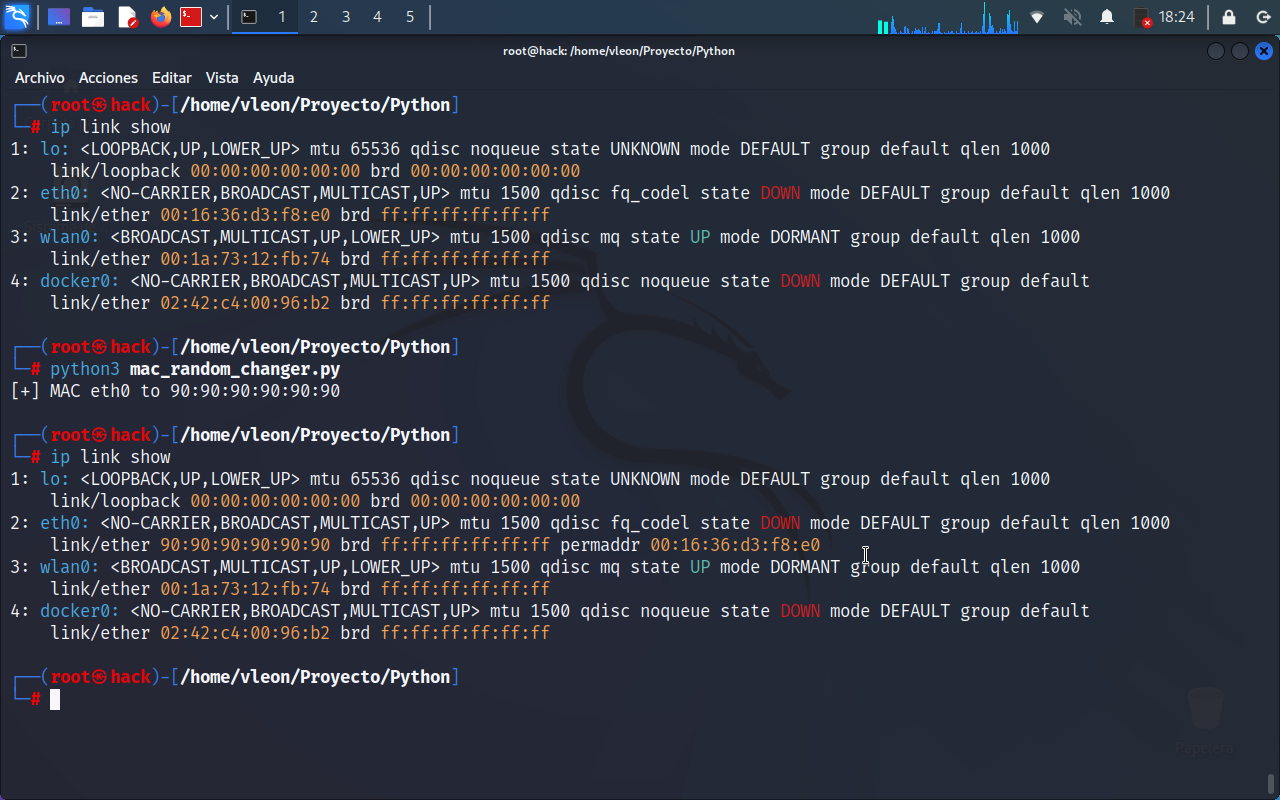 1 2 3 4 5 18:24
root@hack: /home/vleon/Proyecto/Python
Archivo Acciones Editar Vista Ayuda
┌──(root㉿hack)-[/home/vleon/Proyecto/Python]
└─# ip link show
1: lo: <LOOPBACK,UP,LOWER_UP> mtu 65536 qdisc noqueue state UNKNOWN mode DEFAULT group default qlen 1000
link/loopback 00:00:00:00:00:00 brd 00:00:00:00:00:00
2: eth0: <NO-CARRIER,BROADCAST,MULTICAST,UP> mtu 1500 qdisc fq_codel state DOWN mode DEFAULT group default qlen 1000
link/ether 00:16:36:d3:f8:e0 brd ff:ff:ff:ff:ff:ff
3: wlan0: <BROADCAST,MULTICAST,UP,LOWER_UP> mtu 1500 qdisc mq state UP mode DORMANT group default qlen 1000
link/ether 00:1a:73:12:fb:74 brd ff:ff:ff:ff:ff:ff
4: docker0: <NO-CARRIER,BROADCAST,MULTICAST,UP> mtu 1500 qdisc noqueue state DOWN mode DEFAULT group default
link/ether 02:42:c4:00:96:b2 brd ff:ff:ff:ff:ff:ff
┌──(root㉿hack)-[/home/vleon/Proyecto/Python]
└─# python3 mac_random_changer.py
[+] MAC eth0 to 90:90:90:90:90:90
┌──(root㉿hack)-[/home/vleon/Proyecto/Python]
└─# ip link show
1: lo: <LOOPBACK,UP,LOWER_UP> mtu 65536 qdisc noqueue state UNKNOWN mode DEFAULT group default qlen 1000
link/loopback 00:00:00:00:00:00 brd 00:00:00:00:00:00
2: eth0: <NO-CARRIER,BROADCAST,MULTICAST,UP> mtu 1500 qdisc fq_codel state DOWN mode DEFAULT group default qlen 1000
link/ether 90:90:90:90:90:90 brd ff:ff:ff:ff:ff:ff permaddr 00:16:36:d3:f8:e0
3: wlan0: <BROADCAST,MULTICAST,UP,LOWER_UP> mtu 1500 qdisc mq state UP mode DORMANT group default qlen 1000
link/ether 00:1a:73:12:fb:74 brd ff:ff:ff:ff:ff:ff
4: docker0: <NO-CARRIER,BROADCAST,MULTICAST,UP> mtu 1500 qdisc noqueue state DOWN mode DEFAULT group default
link/ether 02:42:c4:00:96:b2 brd ff:ff:ff:ff:ff:ff
┌──(root㉿hack)-[/home/vleon/Proyecto/Python]
└─#
Papelera